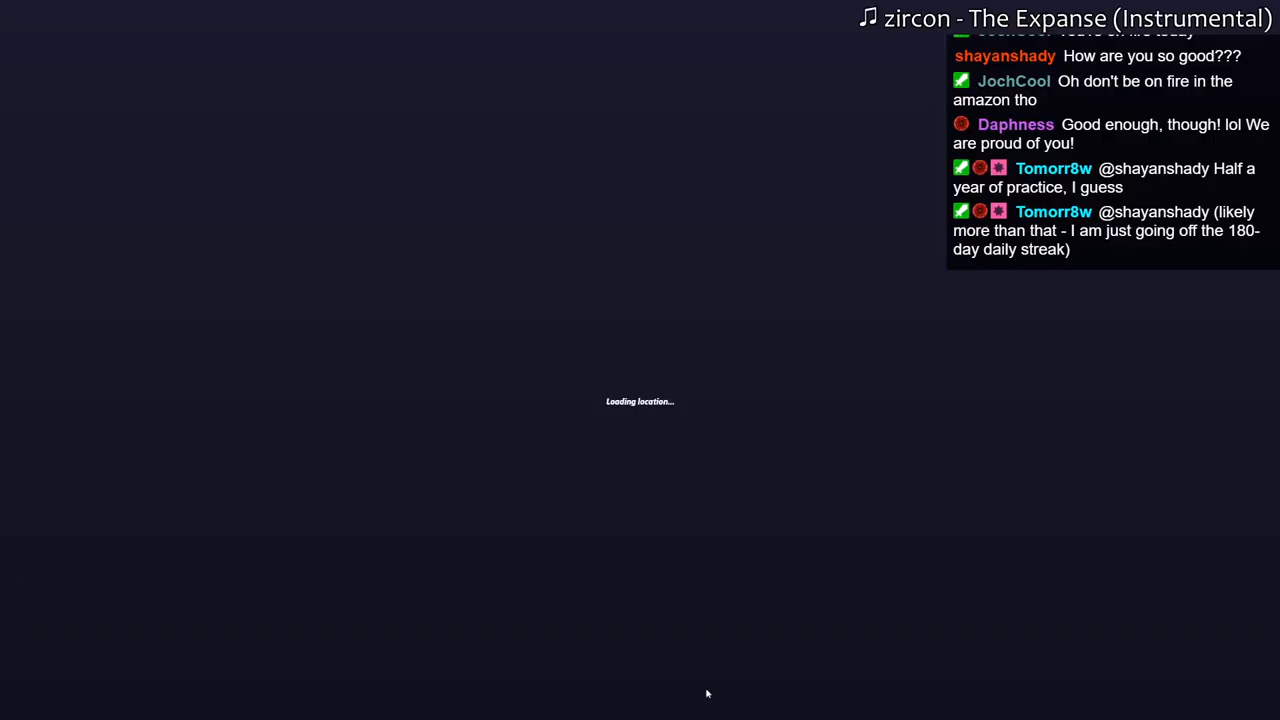 ♫ zircon - The Expanse (Instrumental)
shayanshady How are you so good???
JochCool Oh don't be on fire in the
amazon tho
Daphness Good enough, though! lol We
are proud of you!
Tomorr8w @shayanshady Half a
year of practice, I guess
Tomorr8w @shayanshady (likely
more than that - I am just going off the 180-
day daily streak)
Loading location...